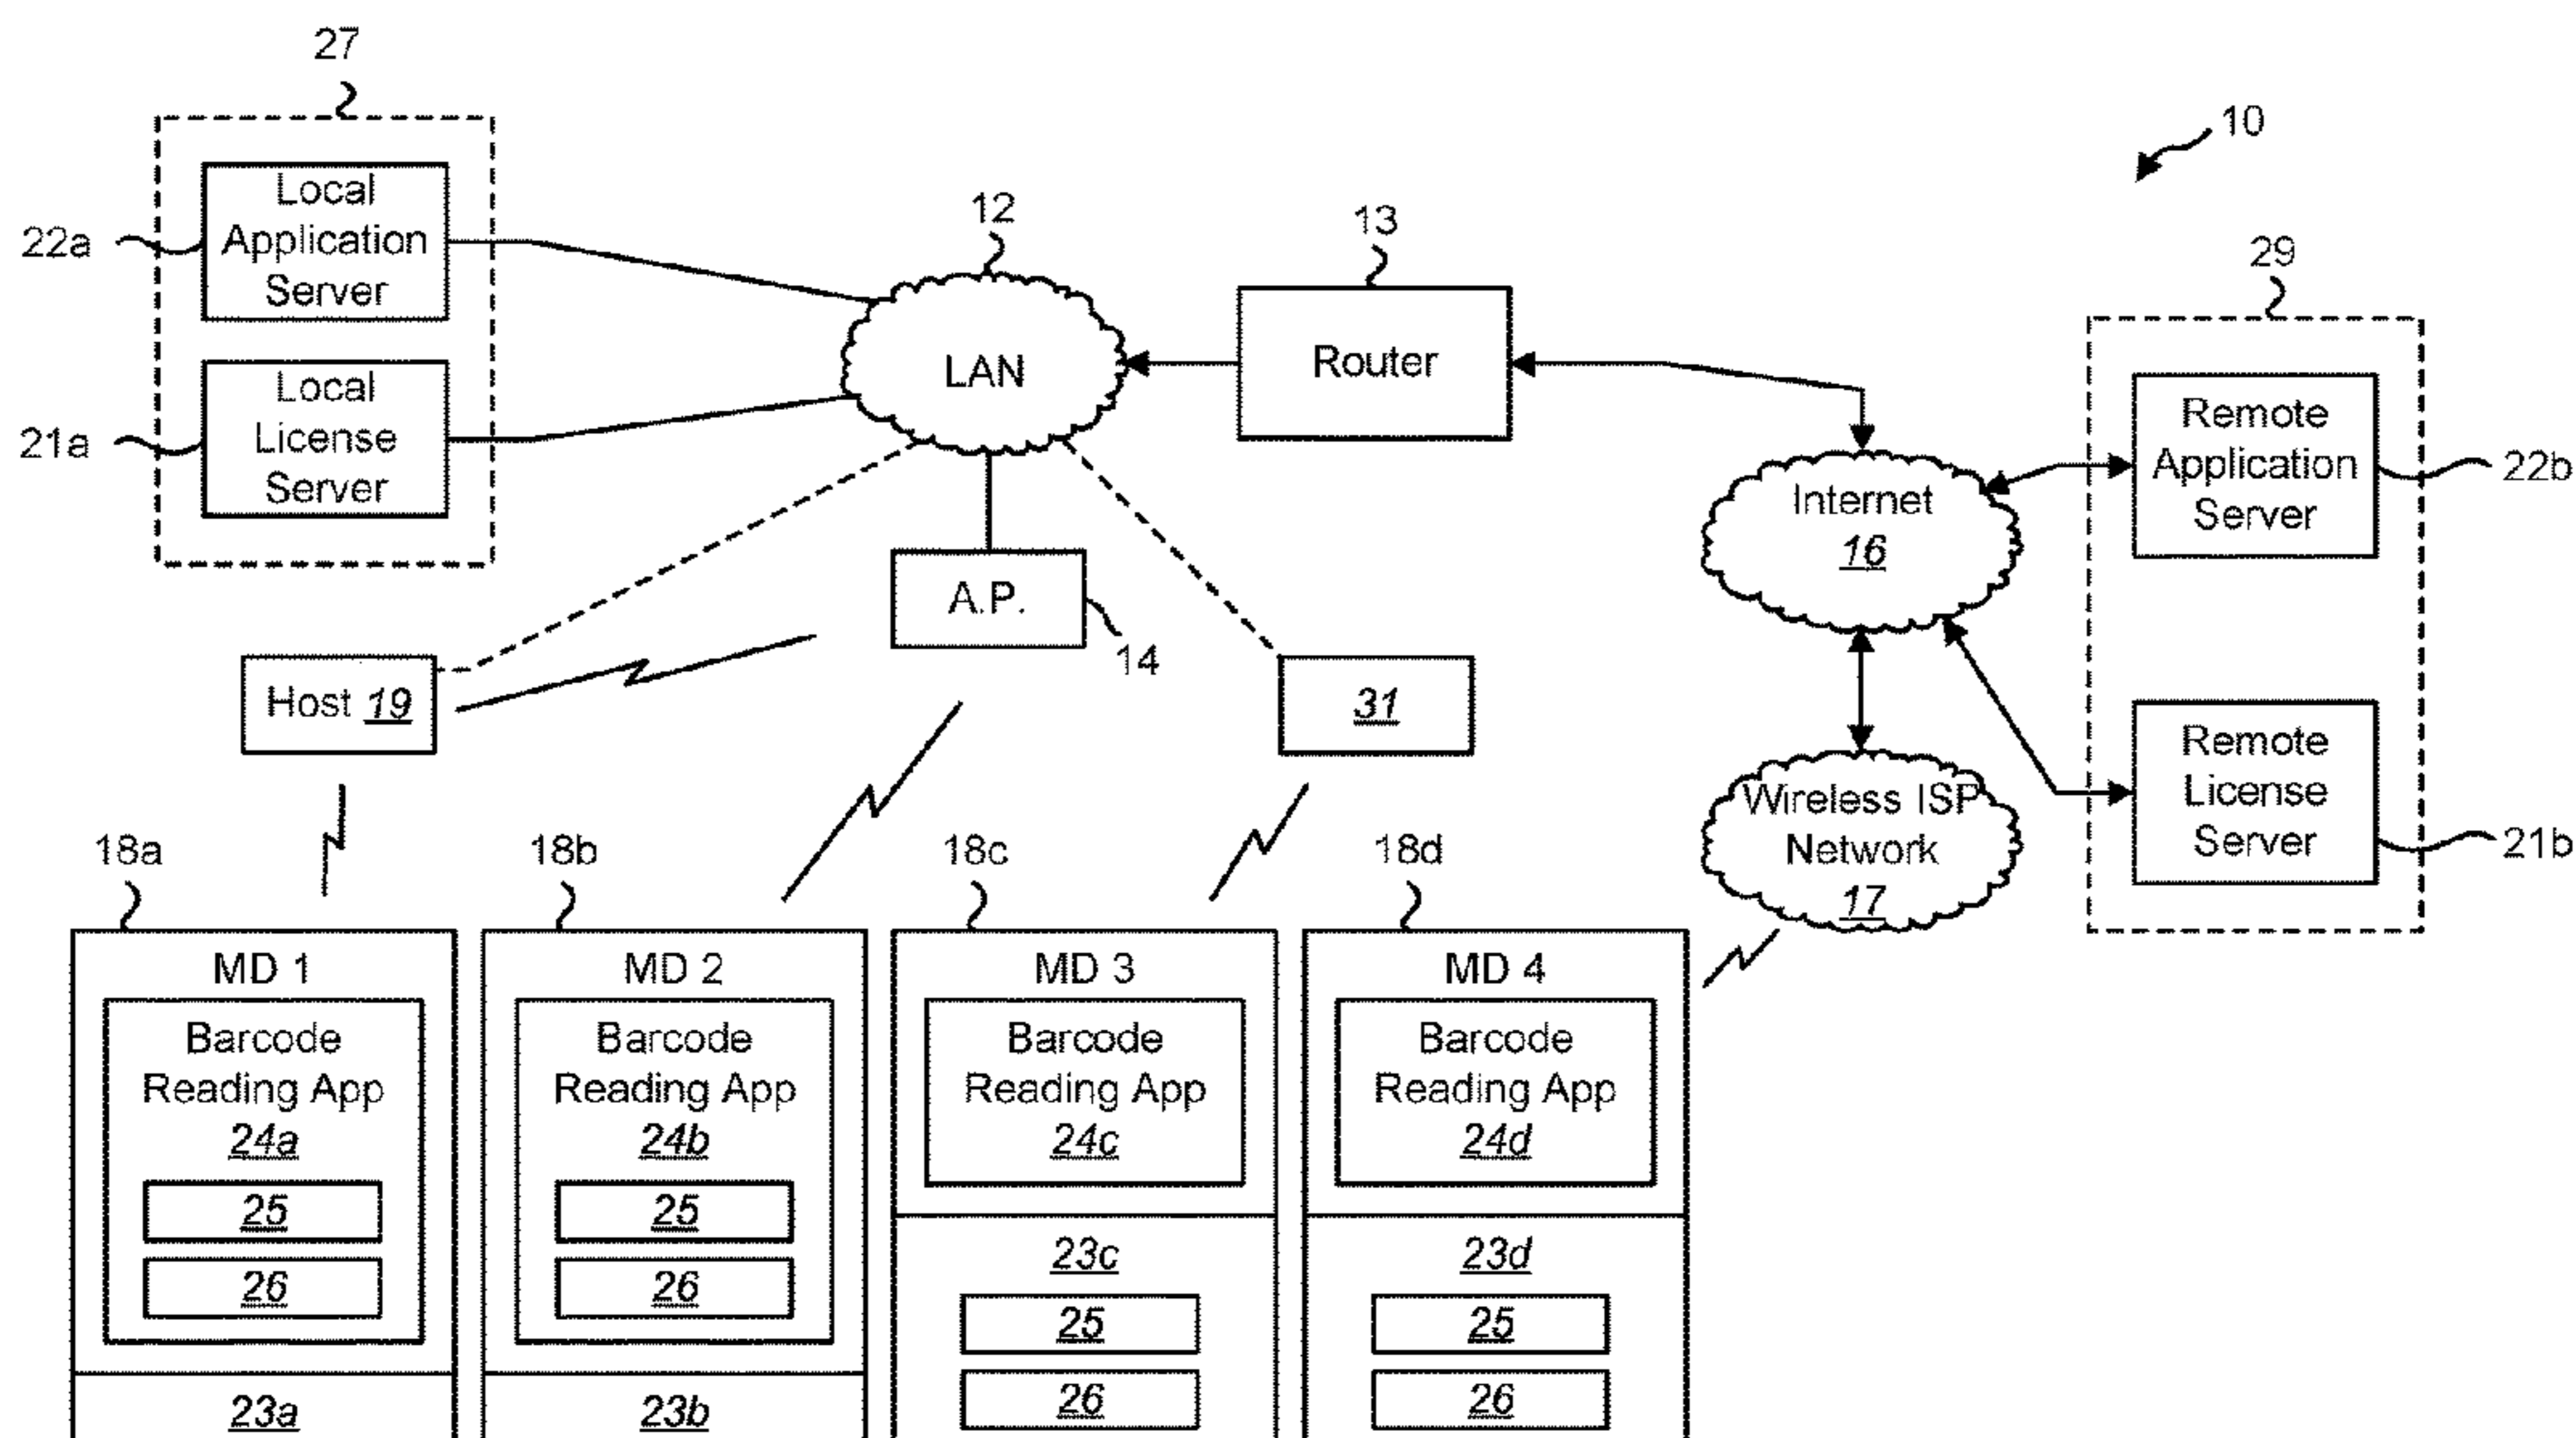 27
10
Local
Application
Server
22a
12
13
29
Local
License
Server
21a
LAN
Router
Remote
Application
Server
22b
Internet
16
A.P.
14
Host 19
31
Wireless ISP
Network
17
Remote
License
Server
21b
18a
18b
18c
18d
MD 1
Barcode
Reading App
24a
25
26
23a
MD 2
Barcode
Reading App
24b
25
26
23b
MD 3
Barcode
Reading App
24c
23c
25
26
MD 4
Barcode
Reading App
24d
23d
25
26